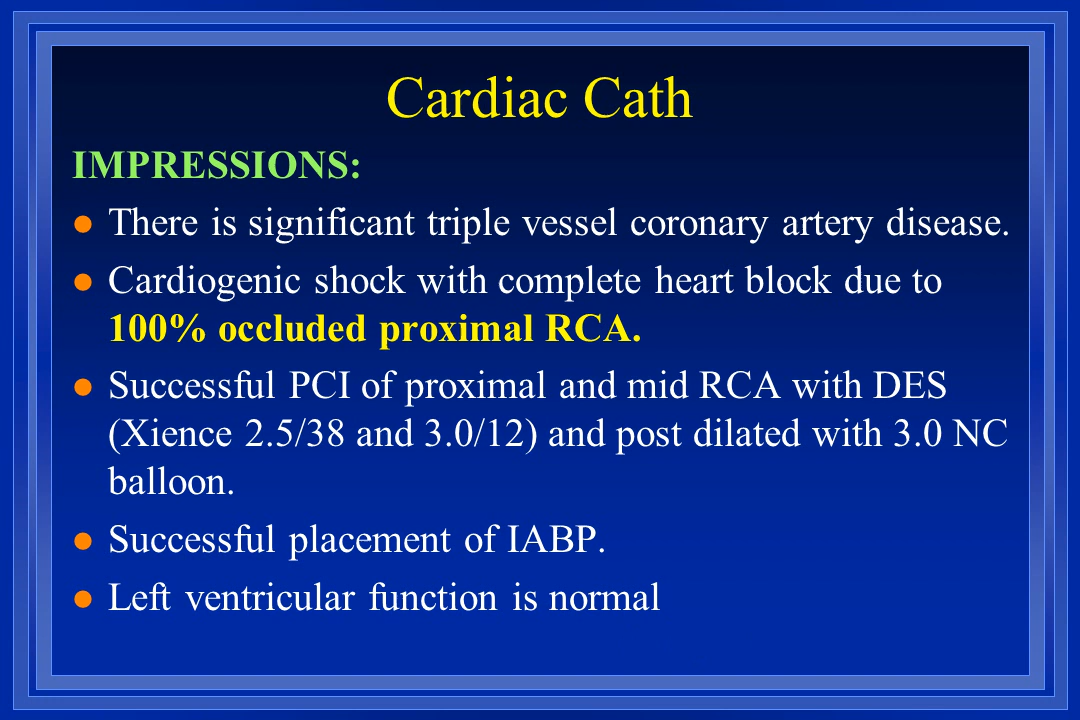 Cardiac Cath
IMPRESSIONS:
There is significant triple vessel coronary artery disease.
Cardiogenic shock with complete heart block due to
100% occluded proximal RCA.
Successful PCI of proximal and mid RCA with DES
(Xience 2.5/38 and 3.0/12) and post dilated with 3.0 NC
balloon.
Successful placement of IABP.
Left ventricular function is normal